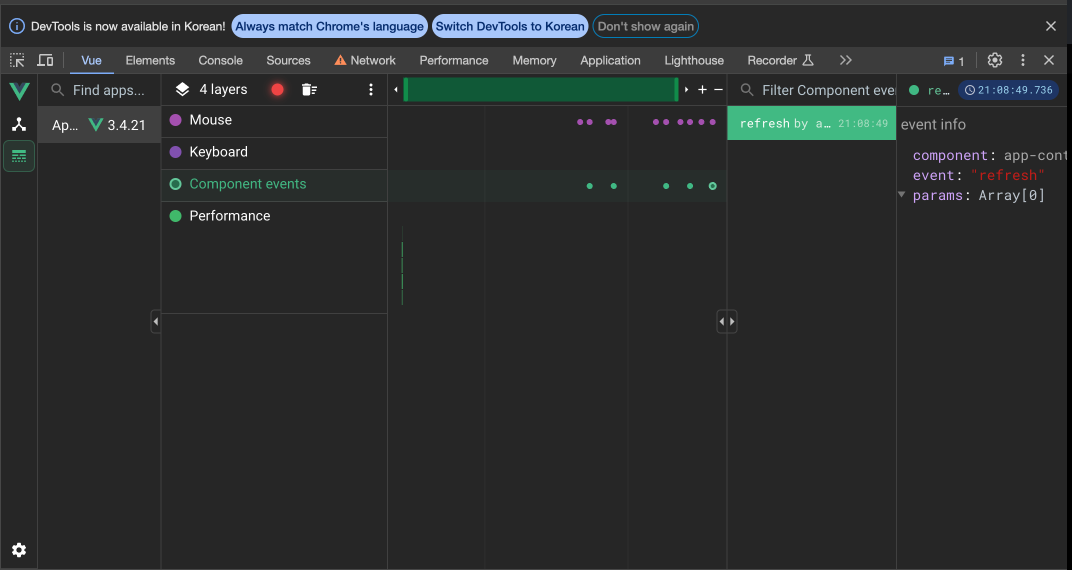 DevTools is now available in Korean! Always match Chrome's language Switch DevTools to Korean Don't show again
Vue Elements Console Sources Network Performance Memory Application Lighthouse Recorder 1
Find apps... 4 layers Filter Component eve re… 21:08:49.736
Ap... 3.4.21
Mouse
Keyboard
Component events
Performance
refresh by a… 21:08:49
event info
component: app-cont
event: "refresh"
params: Array[0]